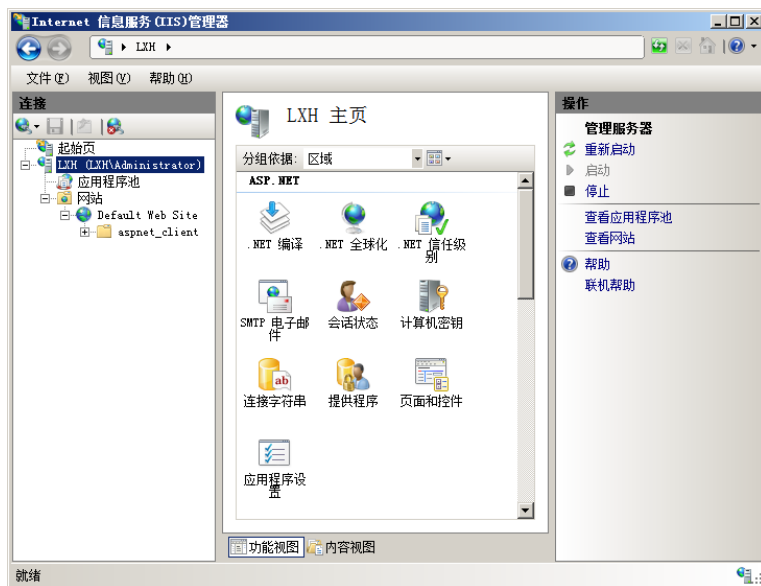 Internet 信息服务(IIS)管理器
LXH
文件(F) 视图(V) 帮助(H)
连接
起始页
LXH (LXH\Administrator)
应用程序池
网站
Default Web Site
aspnet_client
LXH 主页
分组依据: 区域
ASP.NET
.NET 编译 .NET 全球化 .NET 信任级
别
SMTP 电子邮 会话状态 计算机密钥
件
连接字符串 提供程序 页面和控件
ab
应用程序设
置
功能视图 内容视图
操作
管理服务器
重新启动
启动
停止
查看应用程序池
查看网站
帮助
联机帮助
就绪